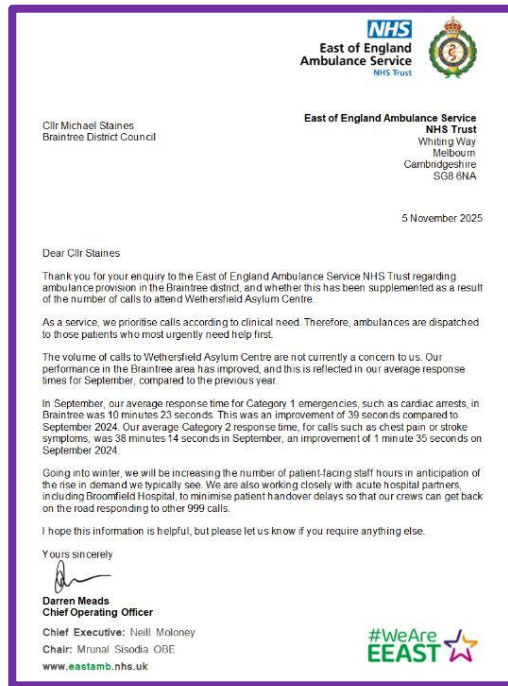 NHS
East of England
Ambulance Service
NHS Trust
Cllr Michael Staines
Braintree District Council
East of England Ambulance Service
NHS Trust
Whiting Way
Melbourn
Cambridgeshire
SG8 6NA
5 November 2025
Dear Cllr Staines
Thank you for your enquiry to the East of England Ambulance Service NHS Trust regarding
ambulance provision in the Braintree district, and whether this has been supplemented as a result
of the number of calls to attend Wethersfield Asylum Centre.
As a service, we prioritise calls according to clinical need. Therefore, ambulances are dispatched
to those patients who most urgently need help first.
The volume of calls to Wethersfield Asylum Centre are not currently a concern to us. Our
performance in the Braintree area has improved, and this is reflected in our average response
times for September, compared to the previous year.
In September, our average response time for Category 1 emergencies, such as cardiac arrests, in
Braintree was 10 minutes 23 seconds. This was an improvement of 39 seconds compared to
September 2024. Our average Category 2 response time, for calls such as chest pain or stroke
symptoms, was 38 minutes 14 seconds in September, an improvement of 1 minute 35 seconds on
September 2024.
Going into winter, we will be increasing the number of patient-facing staff hours in anticipation of
the rise in demand we typically see. We are also working closely with acute hospital partners,
including Broomfield Hospital, to minimise patient handover delays so that our crews can get back
on the road responding to other 999 calls.
I hope this information is helpful, but please let us know if you require anything else.
Yours sincerely
Darren Meads
Chief Operating Officer
Chief Executive: Neill Moloney
Chair: Mrunal Sisodia OBE
www.eastamb.nhs.uk
#WeAre
EEAST